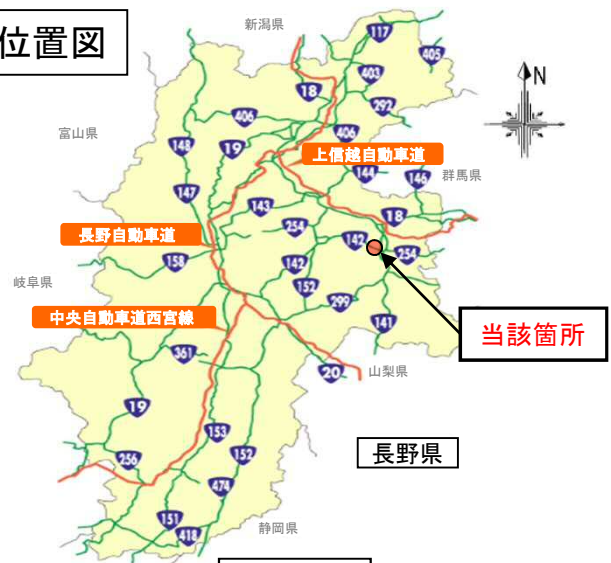 位置図
新潟県
117
405
N
18
403
292
406
406
富山県
148
19
上信越自動車道
144
146
群馬県
147
143
18
254
長野自動車道
142
254
158
142
岐阜県
152
299
中央自動車道西宮線
141
当該箇所
361
20
山梨県
19
153
長野県
256
152
474
151
418
静岡県